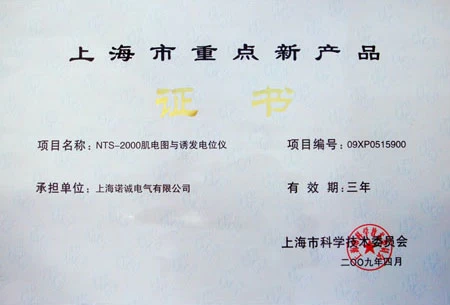 上海市重点新产品
证书
项目名称：NTS-2000肌电图与诱发电位仪 项目编号：09XP0515900
承担单位：上海诺诚电气有限公司 有效期：三年
上海市科学技术委员会
二〇〇九年四月